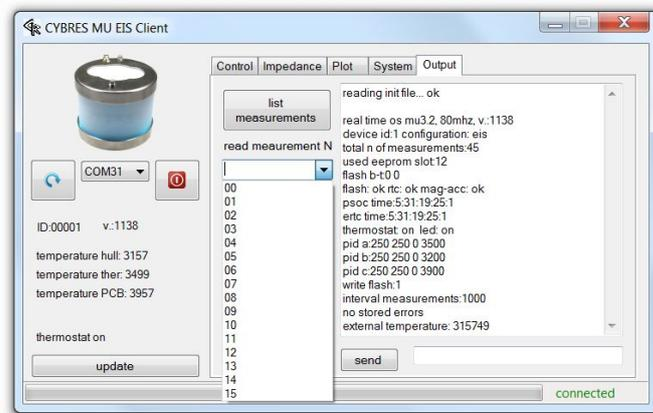 CYBRES MU EIS Client
Control Impedance Plot System Output
list
measurements
read meaurement N
00
01
02
03
04
05
06
07
08
09
10
11
12
13
14
15
reading init file... ok
real time os mu3.2, 80mhz, v.:1138
device id:1 configuration: eis
total n of measurements:45
used eeprom slot:12
flash b-t:0 0
flash: ok rtc: ok mag-acc: ok
psoc time:5:31:19:25:1
ertc time:5:31:19:25:1
thermostat: on led: on
pid a:250 250 0 3500
pid b:250 250 0 3200
pid c:250 250 0 3900
write flash:1
interval measurements:1000
no stored errors
external temperature: 315749
send
COM31
ID:00001 v.:1138
temperature hull: 3157
temperature ther: 3499
temperature PCB: 3957
thermostat on
update
connected